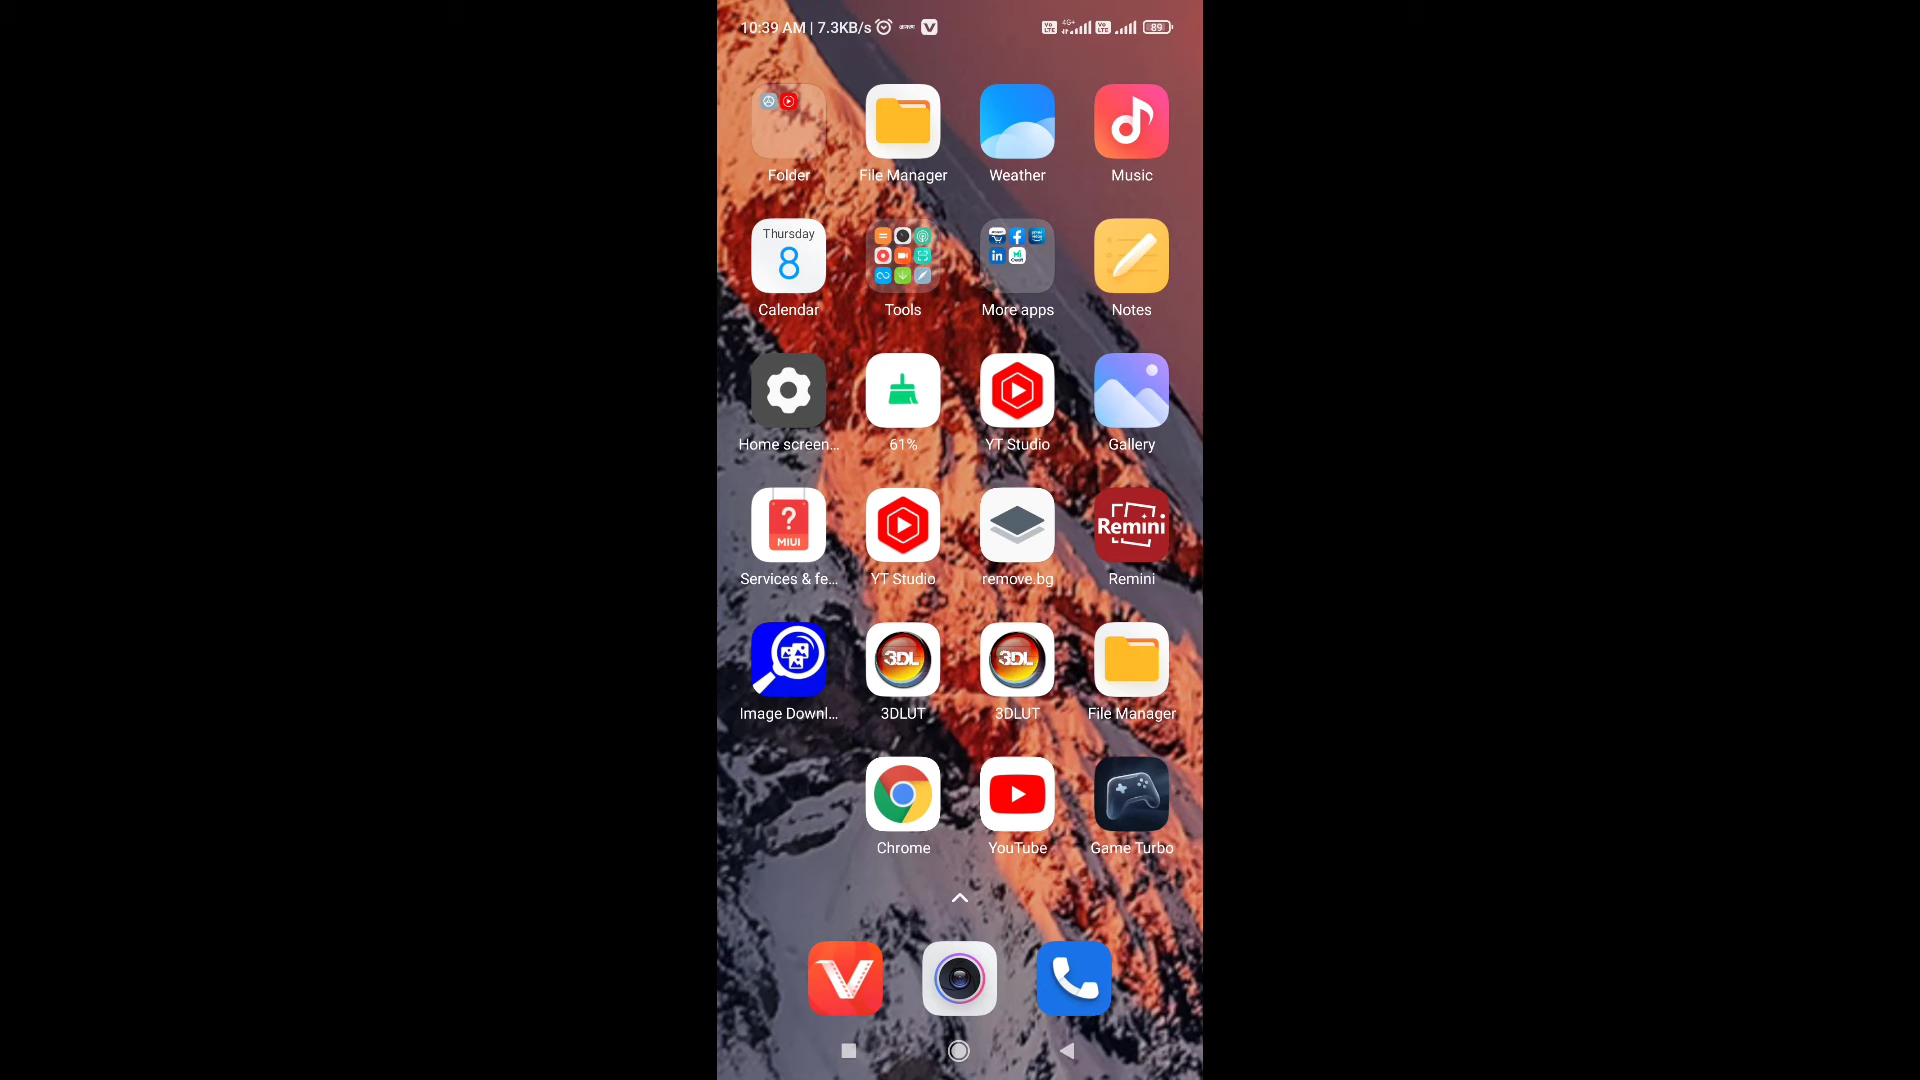 10:39 AM | 7.3KB/s
4G+
89
Folder
File Manager
Weather
Music
Thursday
8
Calendar
Tools
More apps
Notes
Home screen...
61%
YT Studio
Gallery
?
MIUI
Remini
Services & fe...
YT Studio
remove.bg
Remini
3DL
3DL
Image Downl...
3DLUT
3DLUT
File Manager
Chrome
YouTube
Game Turbo